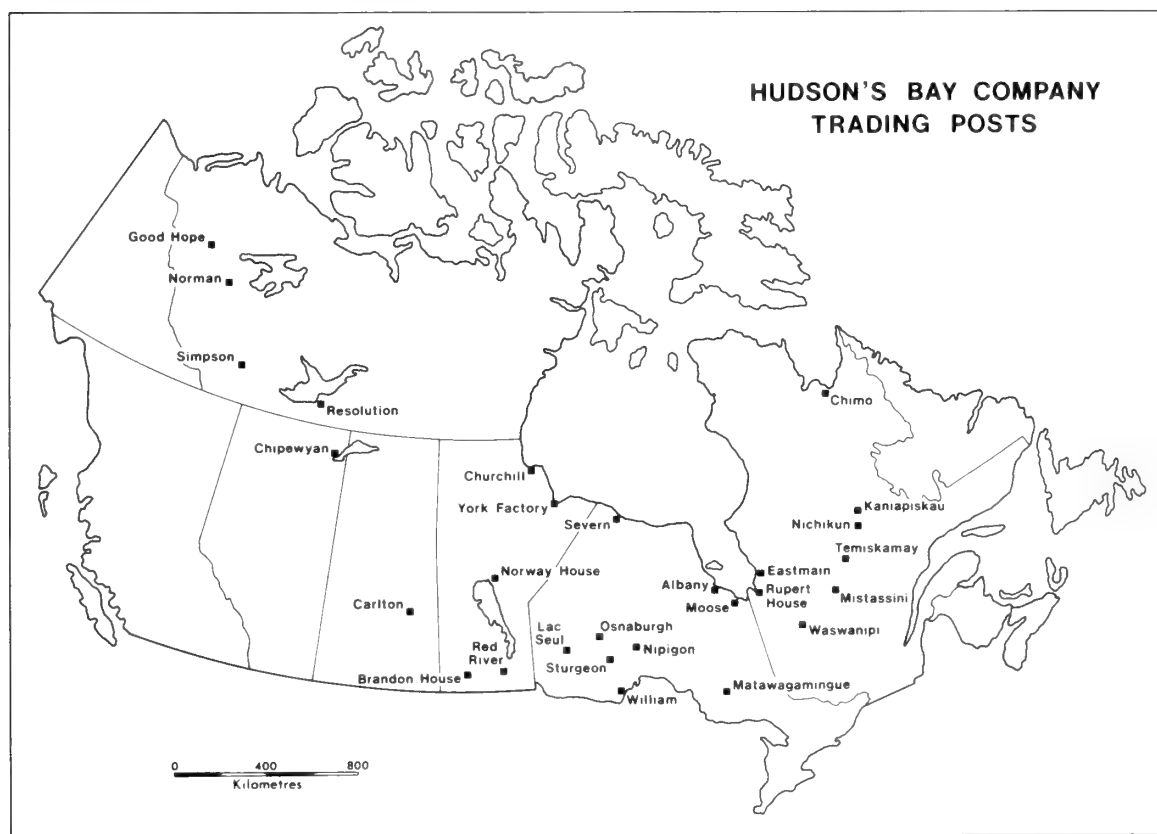 HUDSON'S BAY COMPANY
TRADING POSTS
Good Hope
Norman
Simpson
Resolution
Chipewyan
Chimo
Churchill
York Factory
Severn
Kaniapiskau
Nichikun
Temiskamay
Norway House
Eastmain
Albany
Rupert
House
Mistassini
Moose
Carlton
Waswanipi
Lac
Seul
Osnaburgh
Nipigon
Red
River
Sturgeon
Brandon House
William
Matawagamingue
0 400 800
Kilometres